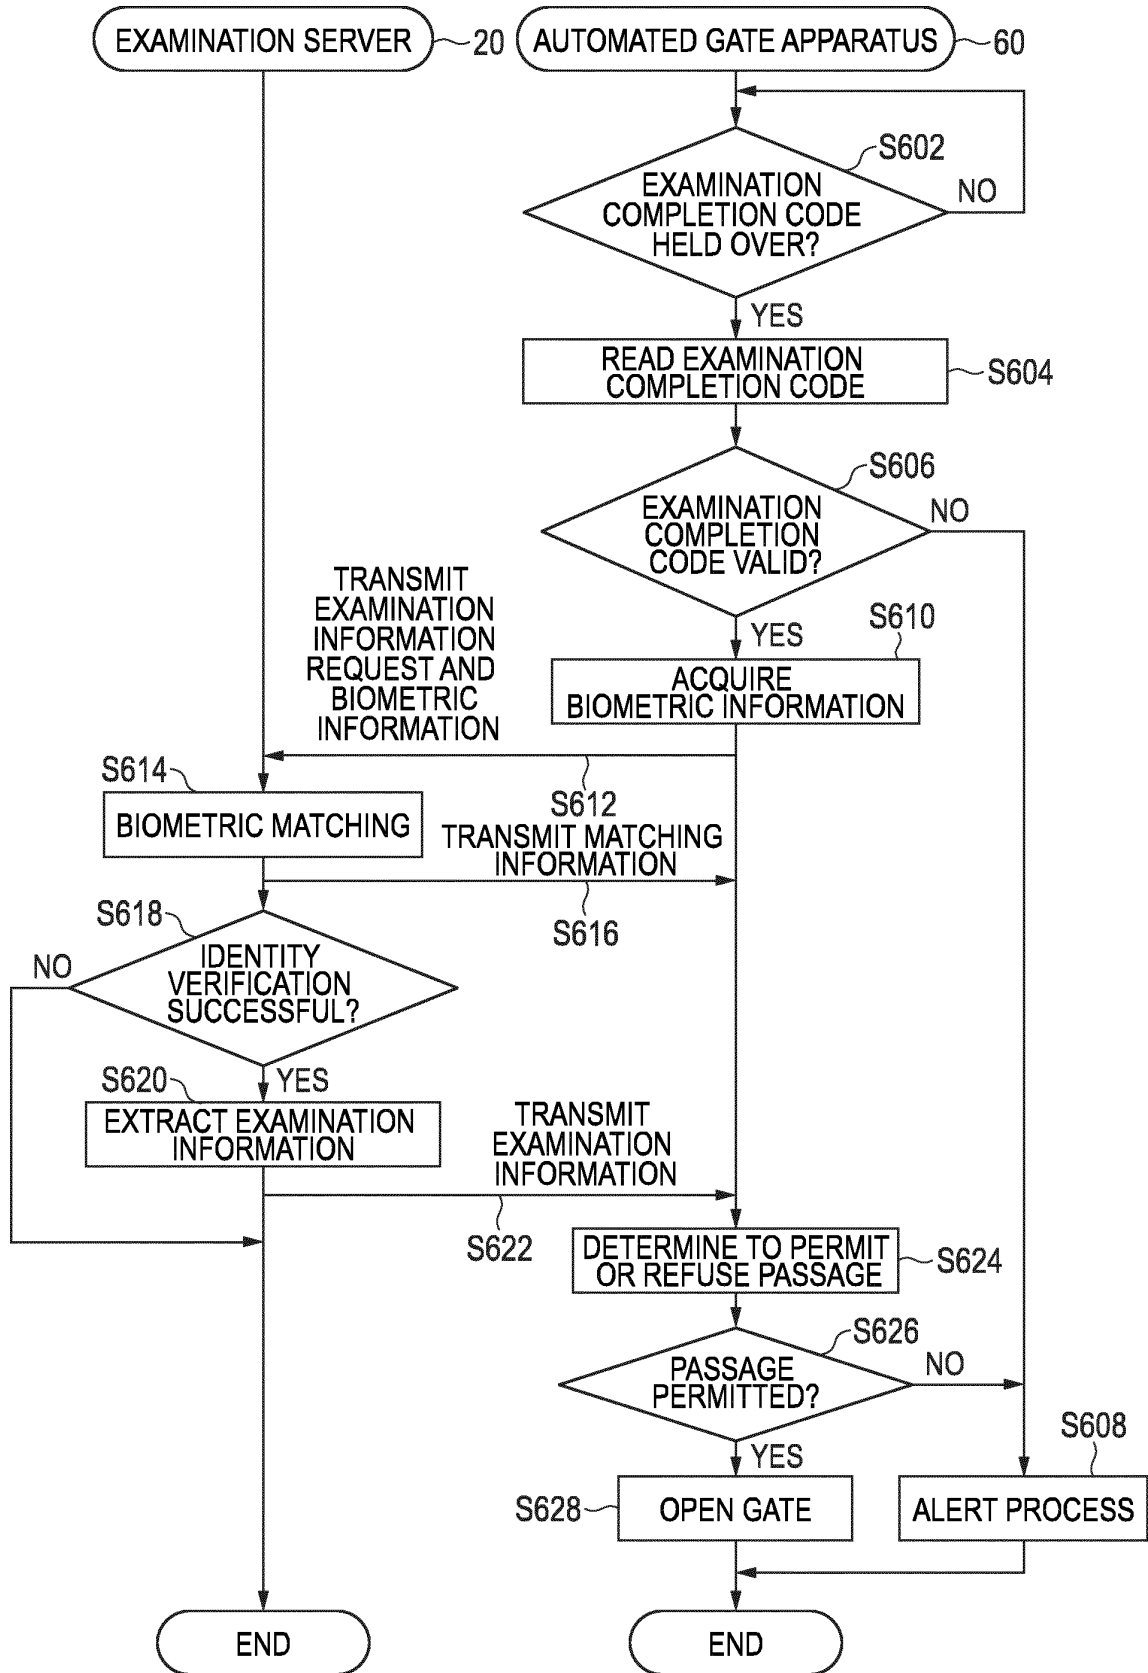 EXAMINATION SERVER
20
AUTOMATED GATE APPARATUS
60
S602
EXAMINATION
COMPLETION CODE
HELD OVER?
NO
YES
READ EXAMINATION
COMPLETION CODE
S604
S606
EXAMINATION
COMPLETION
CODE VALID?
NO
YES
S610
ACQUIRE
BIOMETRIC INFORMATION
TRANSMIT
EXAMINATION
INFORMATION
REQUEST AND
BIOMETRIC
INFORMATION
S612
S614
BIOMETRIC MATCHING
TRANSMIT MATCHING
INFORMATION
S616
S618
IDENTITY
VERIFICATION
SUCCESSFUL?
NO
YES
S620
EXTRACT EXAMINATION
INFORMATION
TRANSMIT
EXAMINATION
INFORMATION
S622
DETERMINE TO PERMIT
OR REFUSE PASSAGE
S624
S626
PASSAGE
PERMITTED?
NO
YES
S628
OPEN GATE
S608
ALERT PROCESS
END
END